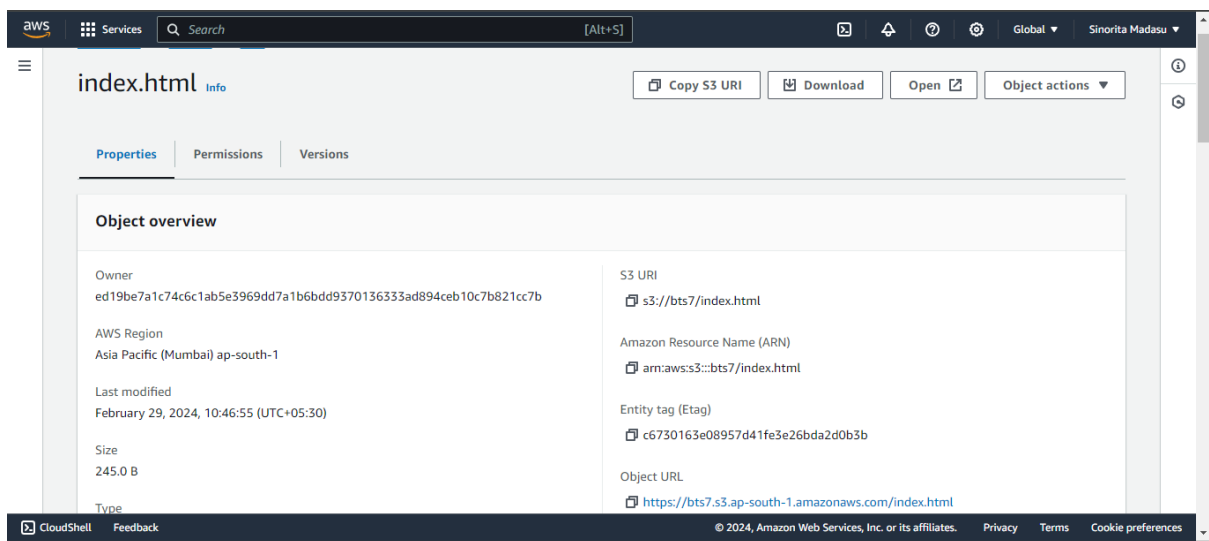 aws Services Search [Alt+S] Global ▼ Sinorita Madasu ▼
index.html Info Copy S3 URI Download Open Object actions ▼
Properties Permissions Versions
Object overview
Owner
ed19be7a1c74c6c1ab5e3969dd7a1b6bdd9370136333ad894ceb10c7b821cc7b
AWS Region
Asia Pacific (Mumbai) ap-south-1
Last modified
February 29, 2024, 10:46:55 (UTC+05:30)
Size
245.0 B
Type
S3 URI
s3://bts7/index.html
Amazon Resource Name (ARN)
arn:aws:s3:::bts7/index.html
Entity tag (Etag)
c6730163e08957d41fe3e26bda2d0b3b
Object URL
https://bts7.s3.ap-south-1.amazonaws.com/index.html
CloudShell Feedback © 2024, Amazon Web Services, Inc. or its affiliates. Privacy Terms Cookie preferences